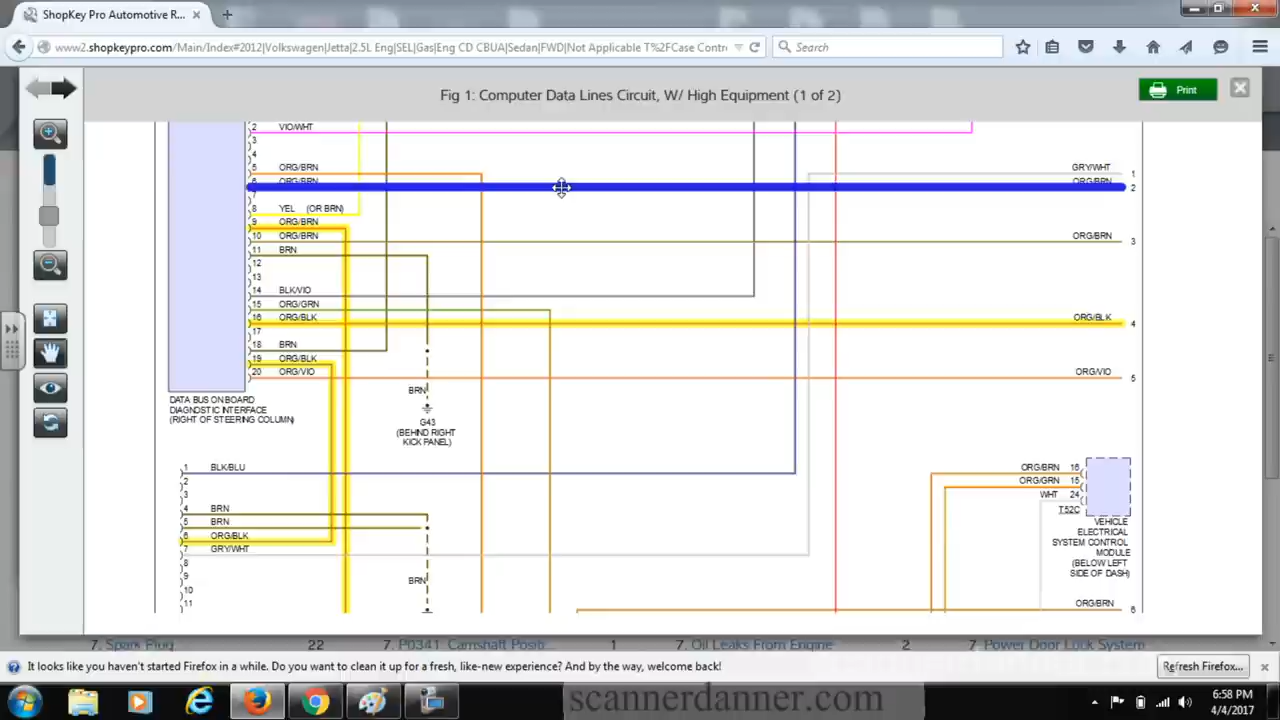 ShopKey Pro Automotive R...
www2.shopkeypro.com/Main/Index#2012|Volkswagen|Jetta|2.5L Eng|SEL|Gas|Eng CD CBUA|Sedan|FWD|Not Applicable T%2FCase Contr
Search
Fig 1: Computer Data Lines Circuit, W/ High Equipment (1 of 2)
Print
2 VIO/WHT
3
4
5 ORG/BRN GRY/WHT 1
6 ORG/BRN ORG/BRN 2
7
8 YEL (OR BRN)
9 ORG/BRN
10 ORG/BRN ORG/BRN 3
11 BRN
12
13
14 BLK/VIO
15 ORG/GRN
16 ORG/BLK ORG/BLK 4
17
18 BRN
19 ORG/BLK
20 ORG/VIO ORG/VIO 5
BRN
DATA BUS ON BOARD
DIAGNOSTIC INTERFACE
(RIGHT OF STEERING COLUMN)
G43
(BEHIND RIGHT
KICK PANEL)
1 BLK/BLU
2
3
4 BRN
5 BRN
6 ORG/BLK
7 GRY/WHT
8
9
10
11
BRN
ORG/BRN 16
ORG/GRN 15
WHT 24
T52C
VEHICLE
ELECTRICAL
SYSTEM CONTROL
MODULE
(BELOW LEFT
SIDE OF DASH)
ORG/BRN 6
7. Spark Plug 22 7. P0341: Camshaft Positi... 1 7. Oil Leaks From Engine 2 7. Power Door Lock System
It looks like you haven't started Firefox in a while. Do you want to clean it up for a fresh, like-new experience? And by the way, welcome back!
Refresh Firefox...
scannerdanner.com
6:58 PM
4/4/2017